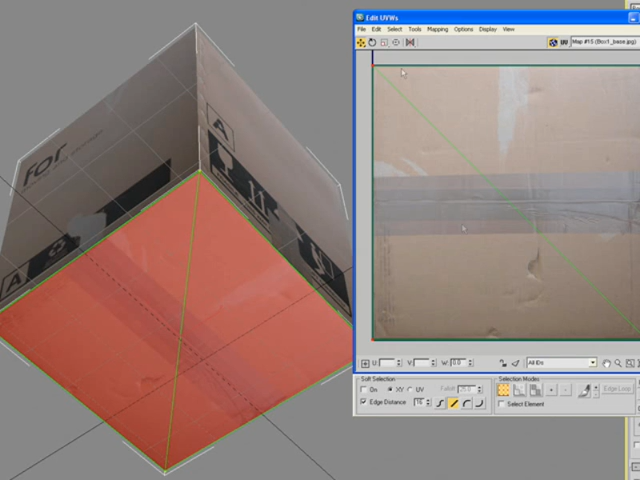 Edit UVWs
File Edit Select Tools Mapping Options Display View
UV Map #15 (Box1_base.jpg)
for
A
A
U: V: W: 0.0 All IDs
Soft Selection
On XY UV Falloff:
Edge Distance 16
Selection Modes
Edge Loop
Select Element